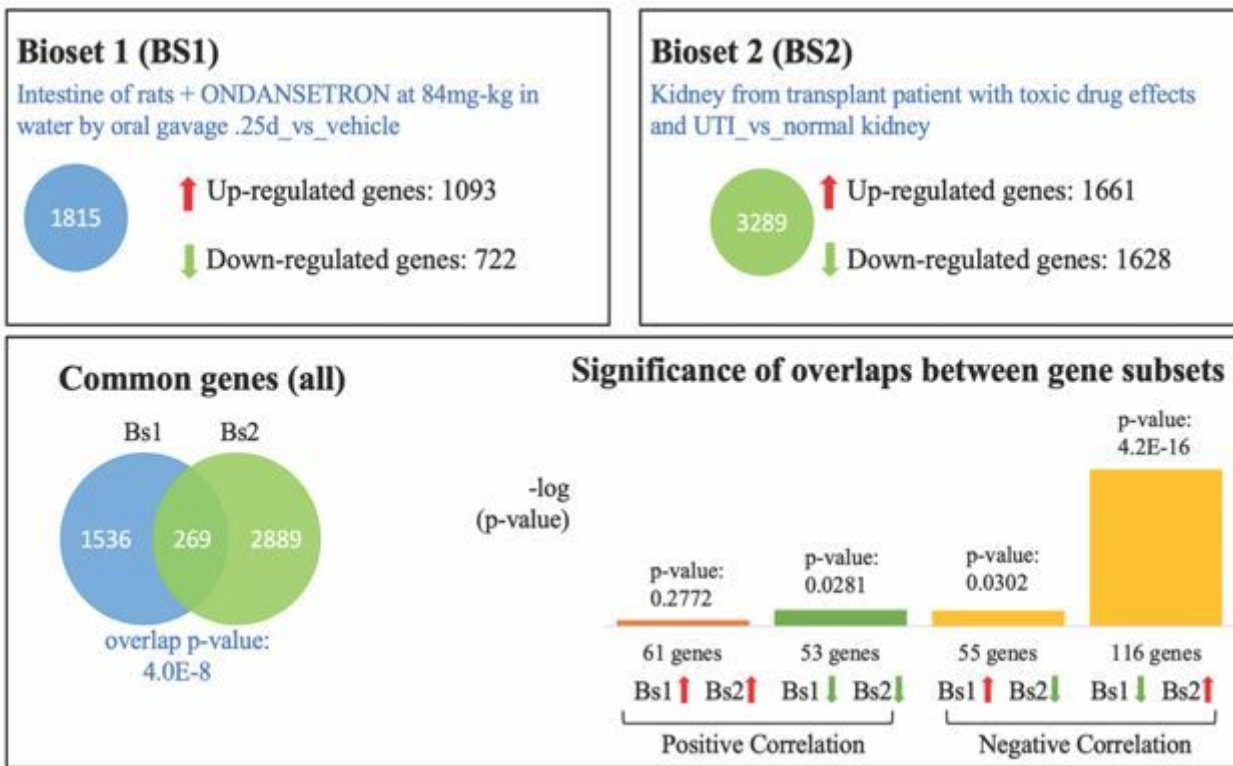 Bioset 1 (BS1)
Intestine of rats + ONDANSETRON at 84mg-kg in
water by oral gavage .25d_vs_vehicle
1815
Up-regulated genes: 1093
Down-regulated genes: 722
Bioset 2 (BS2)
Kidney from transplant patient with toxic drug effects
and UTI_vs_normal kidney
3289
Up-regulated genes: 1661
Down-regulated genes: 1628
Common genes (all)
Bs1 Bs2
1536 269 2889
overlap p-value:
4.0E-8
Significance of overlaps between gene subsets
-log
(p-value)
p-value:
0.2772
p-value:
0.0281
p-value:
0.0302
p-value:
4.2E-16
61 genes 53 genes 55 genes 116 genes
Bs1 Bs2 Bs1 Bs2 Bs1 Bs2 Bs1 Bs2
Positive Correlation Negative Correlation